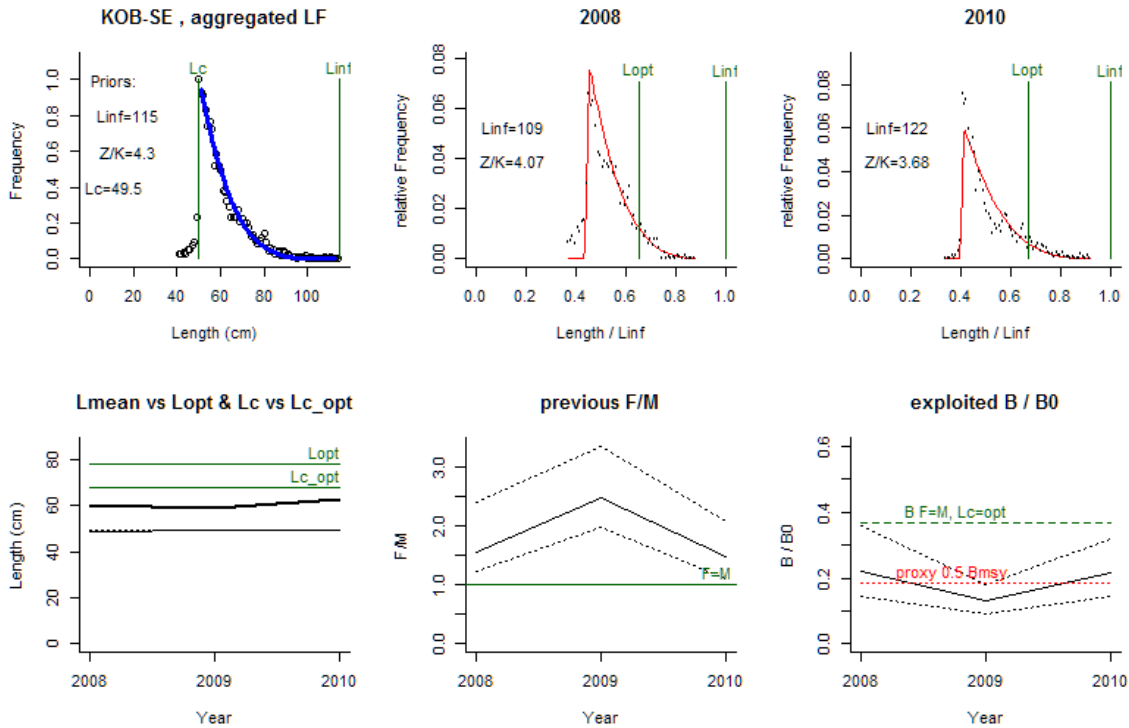 KOB-SE , aggregated LF
Frequency
0.0 0.2 0.4 0.6 0.8 1.0
Lc
Linf
Priors:
Linf=115
Z/K=4.3
Lc=49.5
0 20 40 60 80 100
Length (cm)
2008
relative Frequency
0.00 0.02 0.04 0.06 0.08
Lopt
Linf
Linf=109
Z/K=4.07
0.0 0.2 0.4 0.6 0.8 1.0
Length / Linf
2010
relative Frequency
0.00 0.02 0.04 0.06 0.08
Lopt
Linf
Linf=122
Z/K=3.68
0.0 0.2 0.4 0.6 0.8 1.0
Length / Linf
Lmean vs Lopt & Lc vs Lc_opt
Length (cm)
0 20 40 60 80
Lopt
Lc_opt
2008 2009 2010
Year
previous F/M
F/M
0.0 1.0 2.0 3.0
F=M
2008 2009 2010
Year
exploited B / B0
B / B0
0.0 0.2 0.4 0.6
B F=M, Lc=opt
proxy 0.5 Bmsy
2008 2009 2010
Year